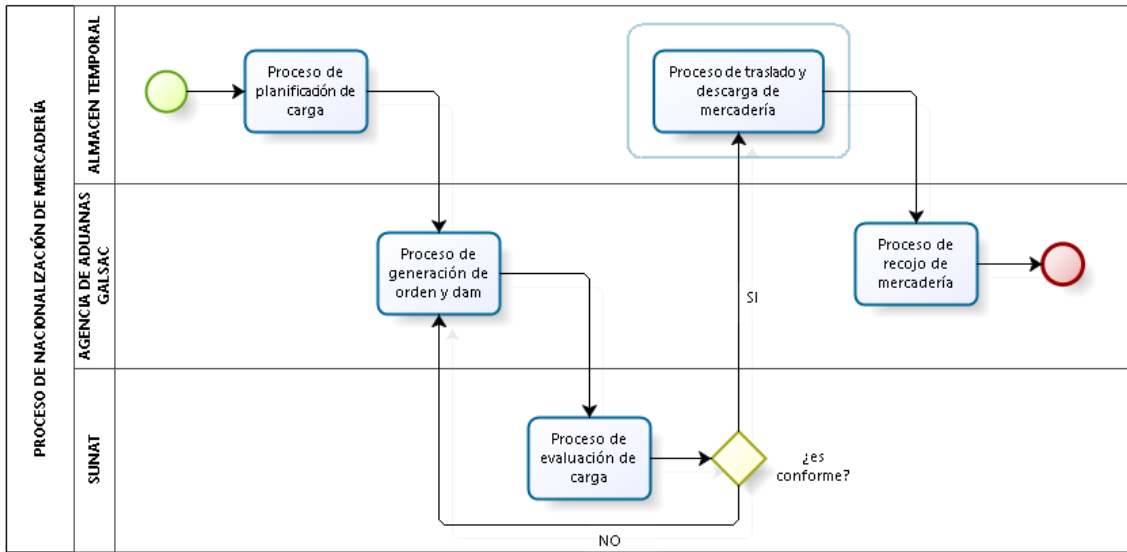 PROCESO DE NACIONALIZACIÓN DE MERCADERÍA
ALMACEN TEMPORAL
Proceso de
planificación de
carga
Proceso de traslado y
descarga de
mercadería
AGENCIA DE ADUANAS
GALSAC
Proceso de
generación de
orden y dam
Proceso de
recojo de
mercadería
SI
SUNAT
Proceso de
evaluación de
carga
¿es
conforme?
NO